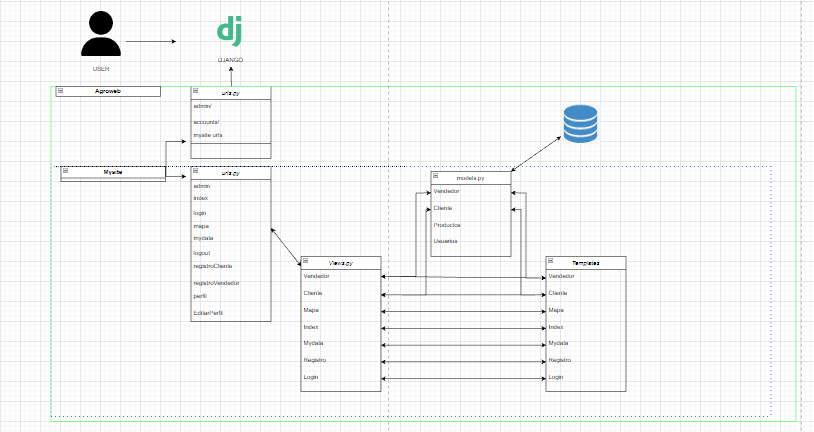 dj
USER
DJANGO
Agroweb
urls.py
admin/
accounts/
mysite urls
Mysite
urls.py
admin
index
login
mapa
mydata
logout
registroCliente
registroVendedor
perfil
EditarPerfil
models.py
Vendedor
Cliente
Productos
Usuarios
Views.py
Vendedor
Cliente
Mapa
Index
Mydata
Registro
Login
Templates
Vendedor
Cliente
Mapa
Index
Mydata
Registro
Login